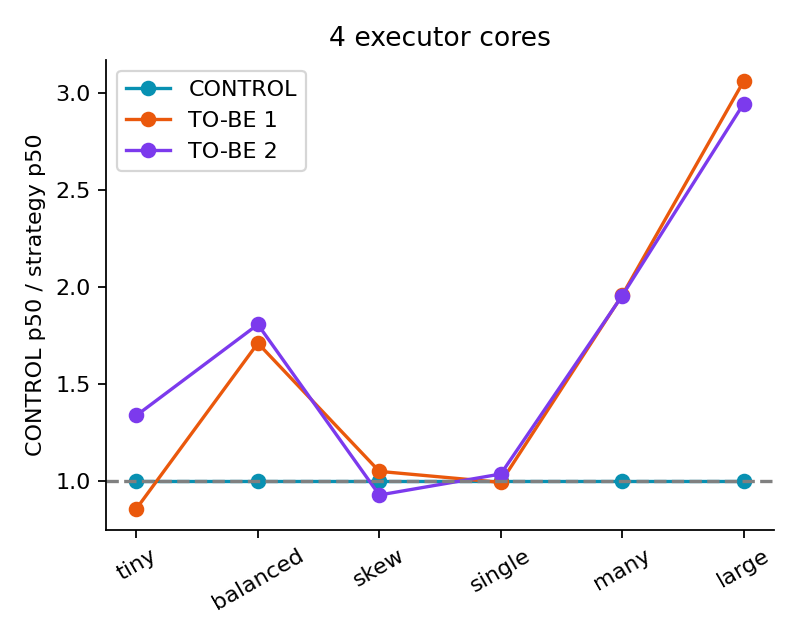 4 executor cores
CONTROL
TO-BE 1
TO-BE 2
CONTROL p50 / strategy p50
3.0
2.5
2.0
1.5
1.0
tiny
balanced
skew
single
many
large